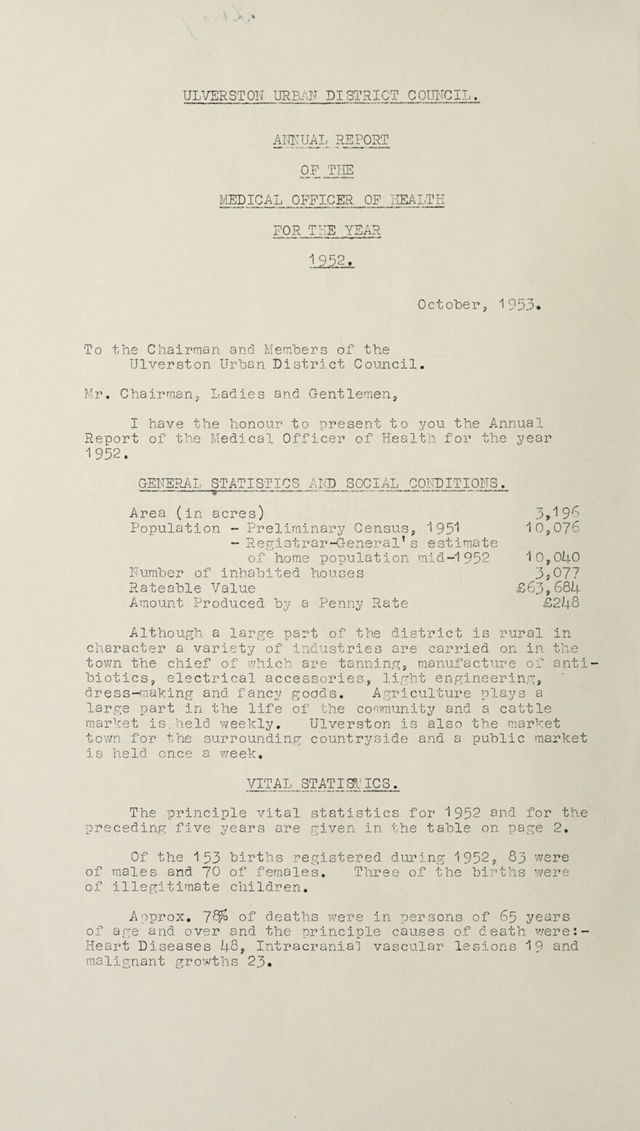 ULVERSTON URBAN DISTRICT COUNCIL.
ANNUAL REPORT
OF THE
MEDICAL OFFICER OF HEALTH
FOR THE YEAR
1952.
October, 1953.
To the Chairman and Members of the
Ulverston Urban District Council.
Mr. Chairman, Ladies and Gentlemen,
I have the honour to present to you the Annual
Report of the Medical Officer of Health for the year
1952.
GENERAL STATISTICS AND SOCIAL CONDITIONS.
Area (in acres) 3,196
Population - Preliminary Census, 1951 10,076
- Registrar-General's estimate
of home population mid-1952 10,040
Number of inhabited houses 3,077
Rateable Value £63,684
Amount Produced by a Penny Rate £248
Although a large part of the district is rural in
character a variety of industries are carried on in the
town the chief of which are tanning, manufacture of anti-
biotics, electrical accessories, light engineering,
dress-making and fancy goods. Agriculture plays a
large part in the life of the community and a cattle
market is held weekly. Ulverston is also the market
town for the surrounding countryside and a public market
is held once a week.
VITAL STATISTICS.
The principle vital statistics for 1952 and for the
preceding five years are given in the table on page 2.
Of the 153 births registered during 1952, 83 were
of males and 70 of females. Three of the births were
of illegitimate children.
Approx. 78% of deaths were in persons of 65 years
of age and over and the principle causes of death were:-
Heart Diseases 48, Intracranial vascular lesions 19 and
malignant growths 23.